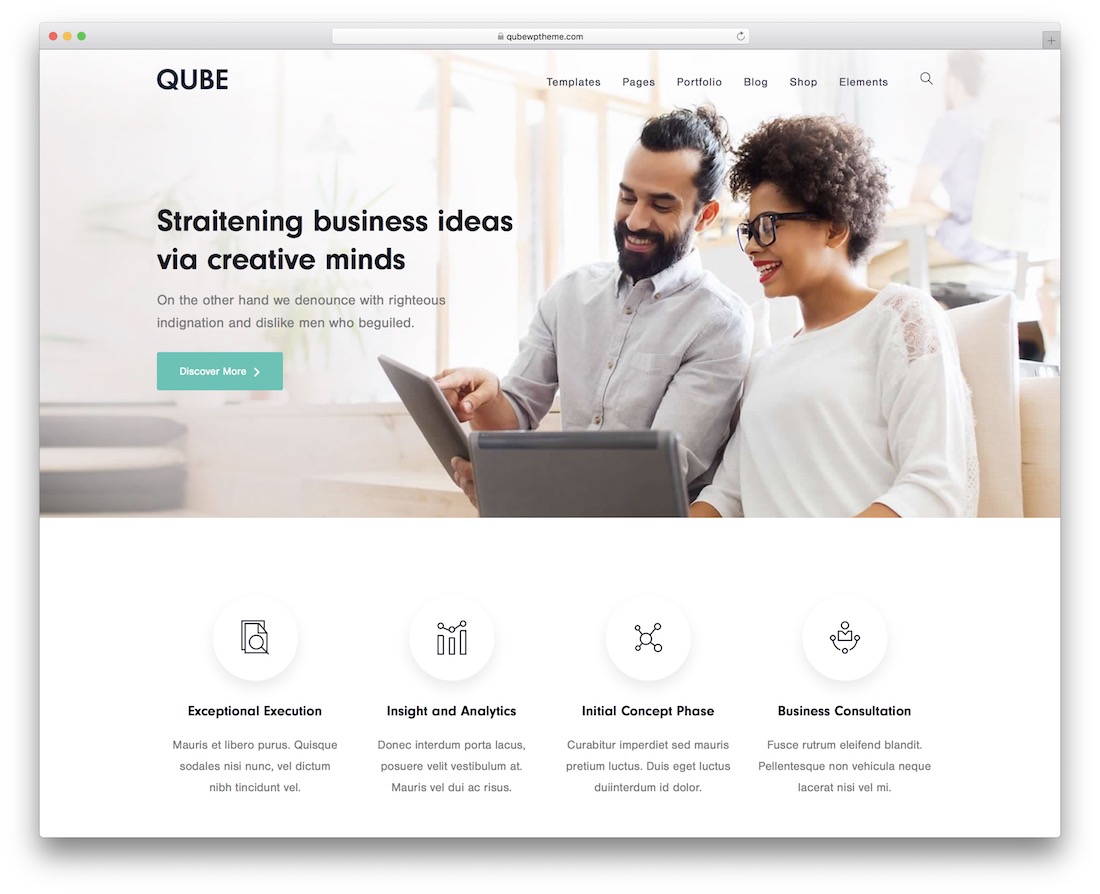 qubewptheme.com
QUBE
Templates Pages Portfolio Blog Shop Elements
Straitening business ideas
via creative minds
On the other hand we denounce with righteous
indignation and dislike men who beguiled.
Discover More
Exceptional Execution
Mauris et libero purus. Quisque
sodales nisi nunc, vel dictum
nibh tincidunt vel.
Insight and Analytics
Donec interdum porta lacus,
posuere velit vestibulum at.
Mauris vel dui ac risus.
Initial Concept Phase
Curabitur imperdiet sed mauris
pretium luctus. Duis eget luctus
duiinterdum id dolor.
Business Consultation
Fusce rutrum eleifend blandit.
Pellentesque non vehicula neque
lacerat nisi vel mi.